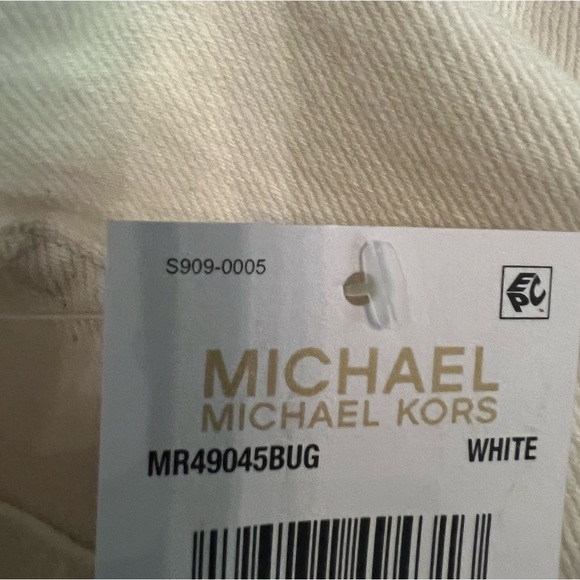 S909-0005
EPC
MICHAEL
MICHAEL KORS
MR49045BUG WHITE